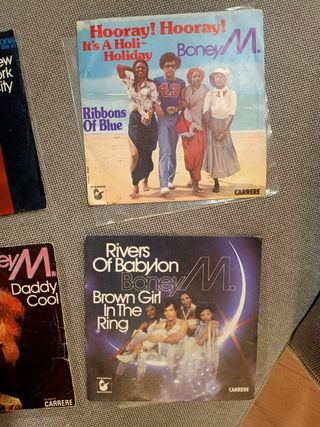 Hooray! Hooray!
It's A Holi-
Holiday
Boney M.
Ribbons
Of Blue
43
CARRERE
ew
ork
ity
Rivers
Of Babylon
Boney M.
Brown Girl
In The
Ring
CARRERE
ey M.
Daddy
Cool
CARRERE